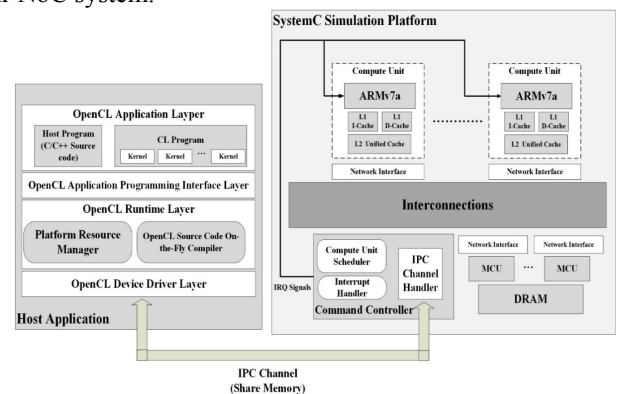 r NoC system.
SystemC Simulation Platform
Compute Unit
ARMv7a
L1
I-Cache
L1
D-Cache
L2 Unified Cache
Network Interface
Compute Unit
ARMv7a
L1
I-Cache
L1
D-Cache
L2 Unified Cache
Network Interface
Interconnections
Compute Unit
Scheduler
Interrupt
Handler
IPC
Channel
Handler
Command Controller
IRQ Signals
Network Interface
Network Interface
MCU
...
MCU
DRAM
OpenCL Application Layper
Host Program
(C/C++ Source
code)
CL Program
Kernel
Kernel
...
Kernel
OpenCL Application Programming Interface Layer
OpenCL Runtime Layer
Platform Resource
Manager
OpenCL Source Code On-
the-Fly Compiler
OpenCL Device Driver Layer
Host Application
IPC Channel
(Share Memory)